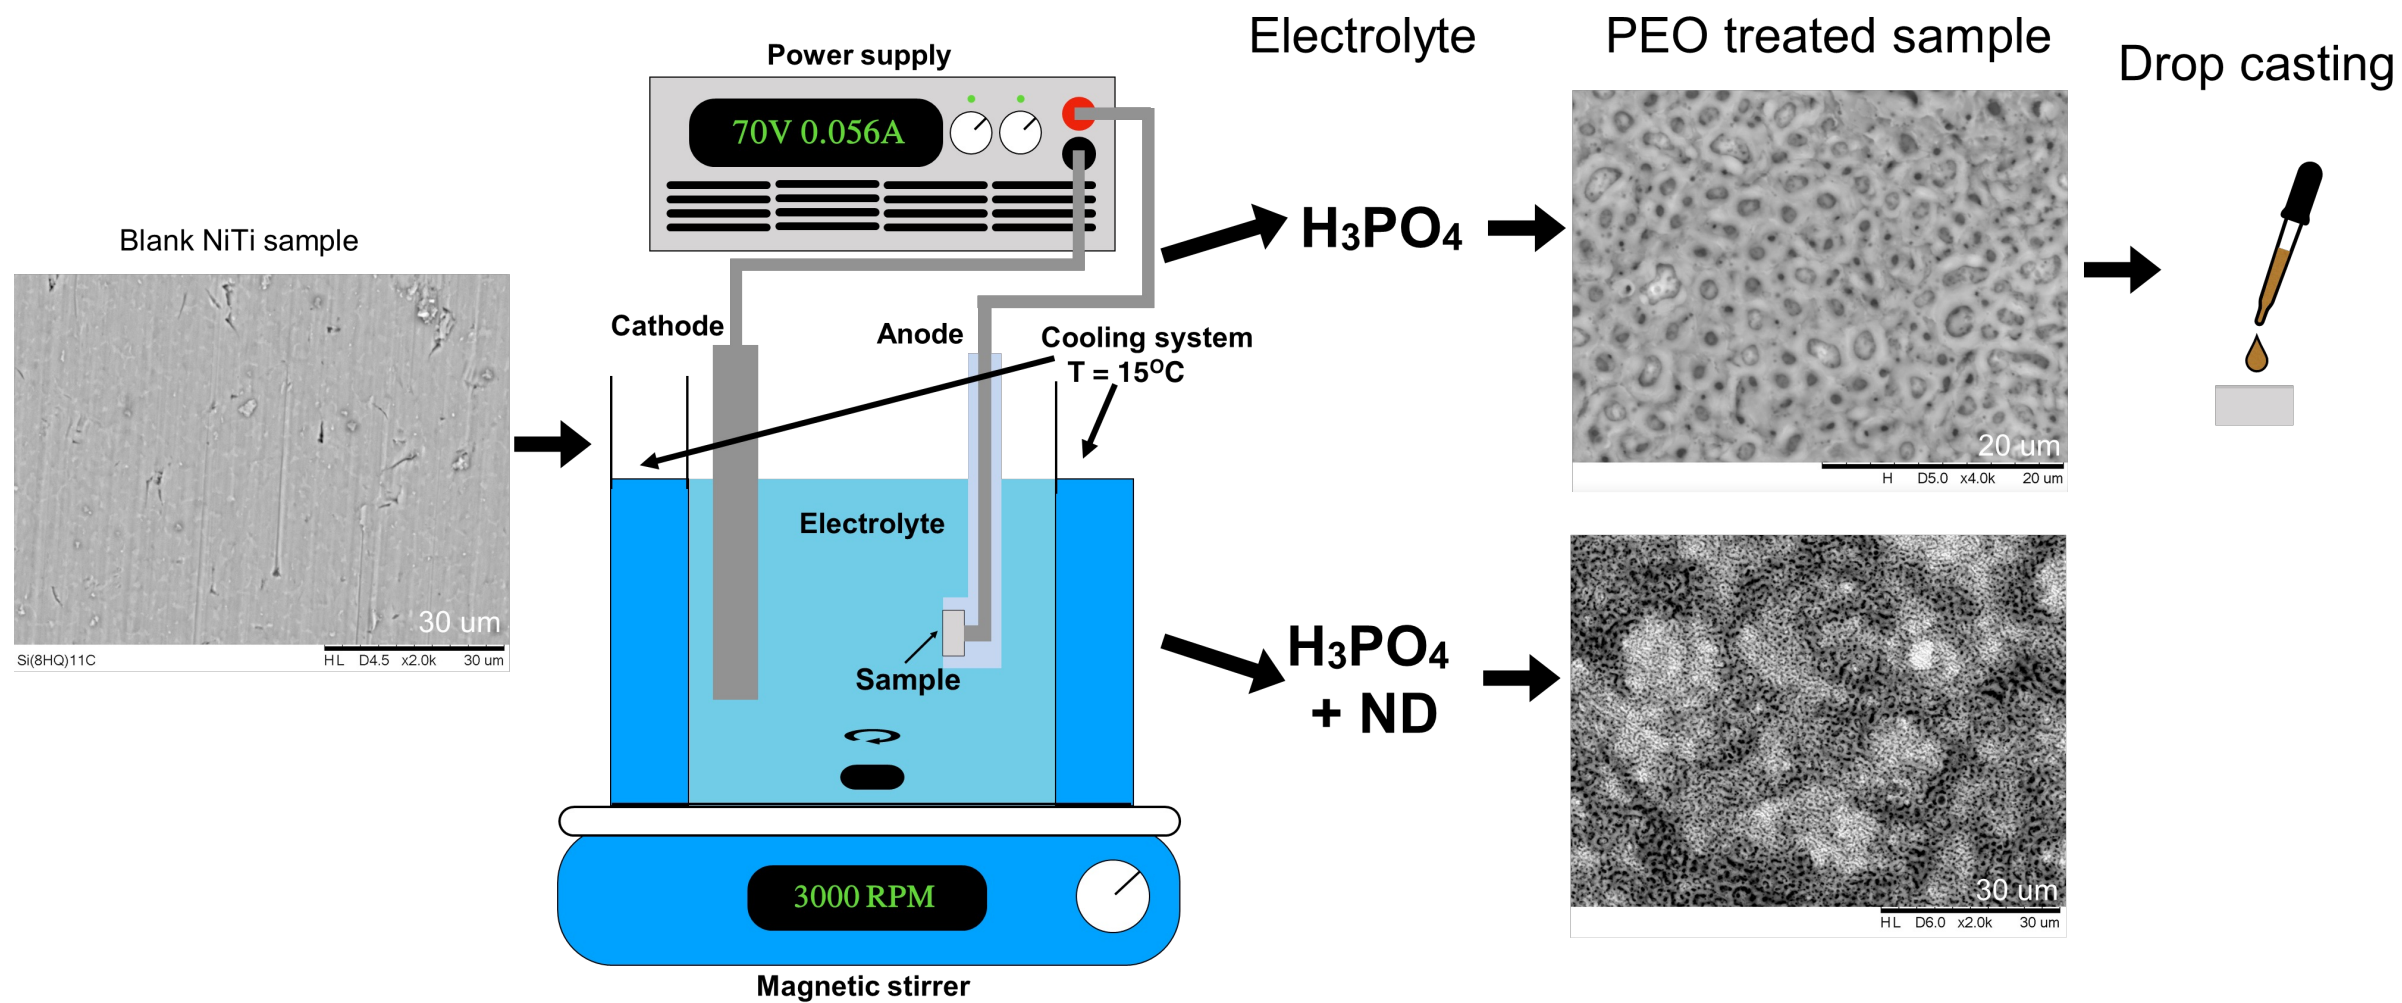 Electrolyte
PEO treated sample
Drop casting
Power supply
70V 0.056A
Blank NiTi sample
H₃PO₄
Cathode
Anode
Cooling system
T = 15ᴼC
20 um
H D5.0 x4.0k 20 um
Electrolyte
30 um
Si(8HQ)11C HL D4.5 x2.0k 30 um
Sample
H₃PO₄
+ ND
30 um
HL D6.0 x2.0k 30 um
3000 RPM
Magnetic stirrer